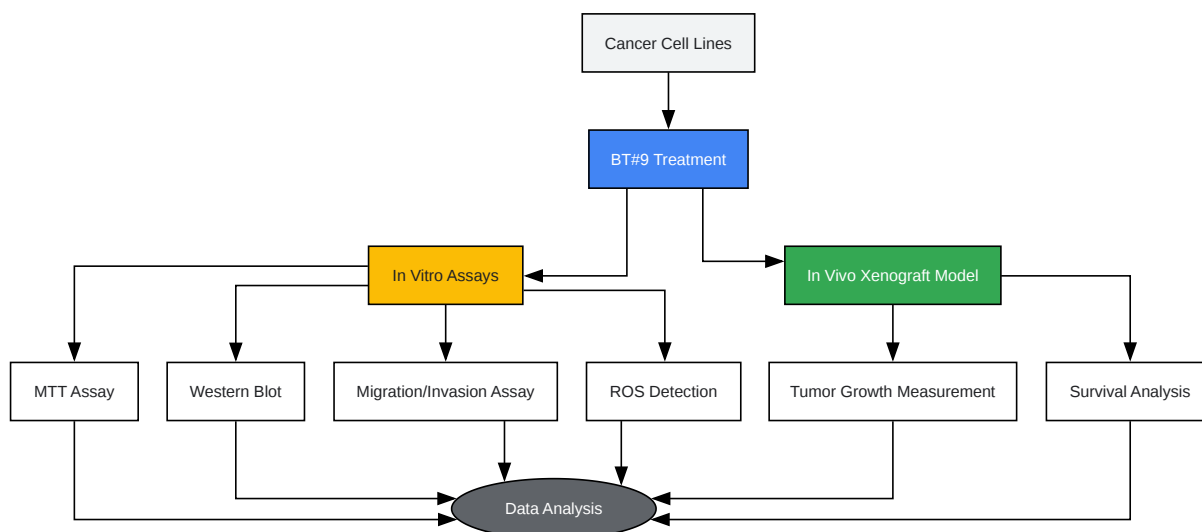 Cancer Cell Lines
BT#9 Treatment
In Vitro Assays
In Vivo Xenograft Model
MTT Assay
Western Blot
Migration/Invasion Assay
ROS Detection
Tumor Growth Measurement
Survival Analysis
Data Analysis